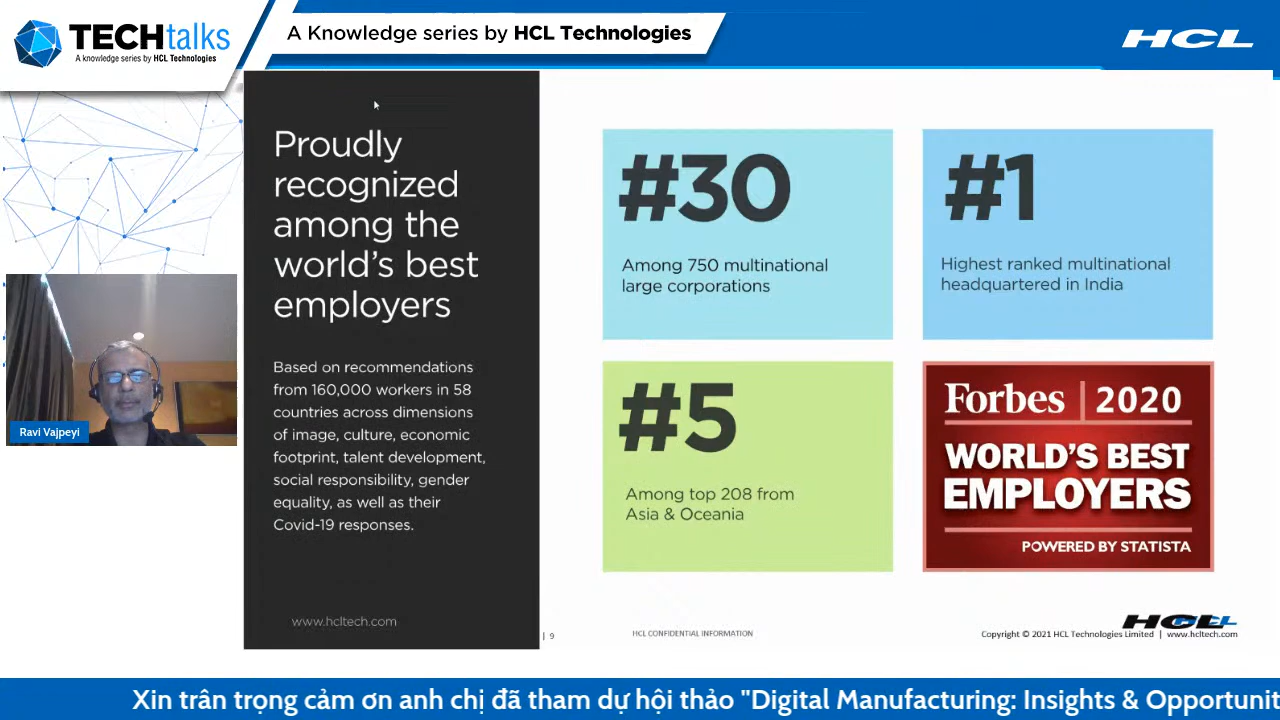 TECHtalks
A knowledge series by HCL Technologies
A Knowledge series by HCL Technologies
HCL
Proudly
recognized
among the
world's best
employers
Based on recommendations
from 160,000 workers in 58
countries across dimensions
of image, culture, economic
footprint, talent development,
social responsibility, gender
equality, as well as their
Covid-19 responses.
www.hcltech.com
#30
Among 750 multinational
large corporations
#1
Highest ranked multinational
headquartered in India
#5
Among top 208 from
Asia & Oceania
Forbes | 2020
WORLD'S BEST
EMPLOYERS
POWERED BY STATISTA
Ravi Vajpeyi
| 9
HCL CONFIDENTIAL INFORMATION
HCL
HCL
Copyright © 2021 HCL Technologies Limited | www.hcltech.com
Xin trân trọng cảm ơn anh chị đã tham dự hội thảo "Digital Manufacturing: Insights & Opportunit